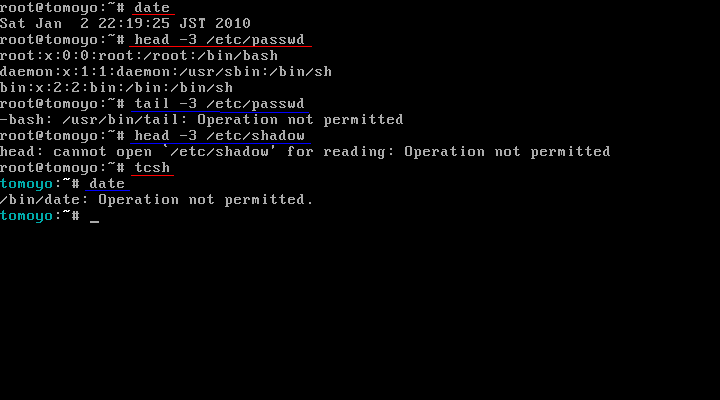 root@tomoyo:~# date
Sat Jan  2 22:19:25 JST 2010
root@tomoyo:~# head -3 /etc/passwd
root:x:0:0:root:/root:/bin/bash
daemon:x:1:1:daemon:/usr/sbin:/bin/sh
bin:x:2:2:bin:/bin:/bin/sh
root@tomoyo:~# tail -3 /etc/passwd
-bash: /usr/bin/tail: Operation not permitted
root@tomoyo:~# head -3 /etc/shadow
head: cannot open `/etc/shadow' for reading: Operation not permitted
root@tomoyo:~# tcsh
tomoyo:~# date
/bin/date: Operation not permitted.
tomoyo:~# _